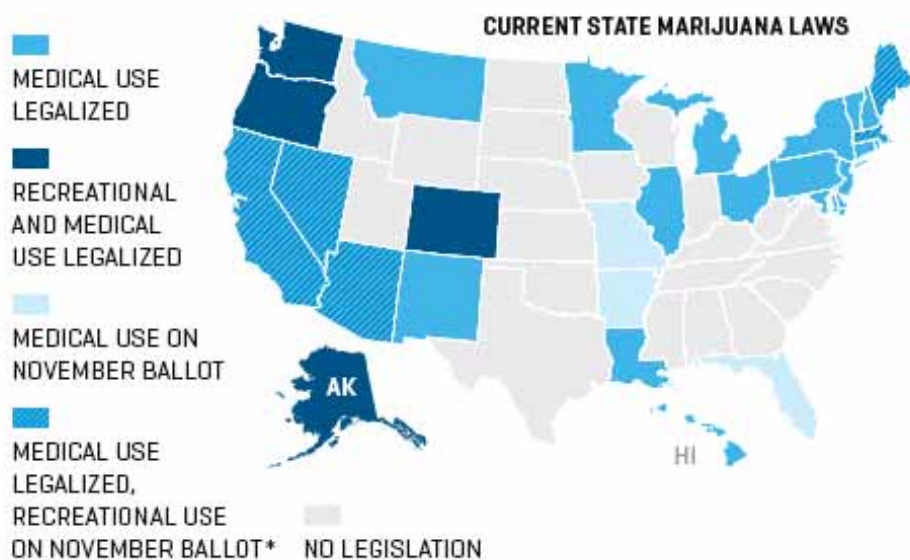 CURRENT STATE MARIJUANA LAWS
MEDICAL USE
LEGALIZED
RECREATIONAL
AND MEDICAL
USE LEGALIZED
MEDICAL USE ON
NOVEMBER BALLOT
MEDICAL USE
LEGALIZED,
RECREATIONAL USE
ON NOVEMBER BALLOT*
NO LEGISLATION
AK
HI